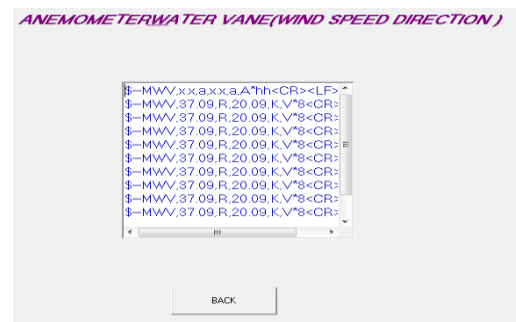 ANEMOMETERWATER VANE(WIND SPEED DIRECTION )
$--MWV,x.x,a,x.x,a,A*hh<CR><LF>
$--MWV,37.09,R,20.09,K,V*8<CR>
$--MWV,37.09,R,20.09,K,V*8<CR>
$--MWV,37.09,R,20.09,K,V*8<CR>
$--MWV,37.09,R,20.09,K,V*8<CR>
$--MWV,37.09,R,20.09,K,V*8<CR>
$--MWV,37.09,R,20.09,K,V*8<CR>
$--MWV,37.09,R,20.09,K,V*8<CR>
$--MWV,37.09,R,20.09,K,V*8<CR>
$--MWV,37.09,R,20.09,K,V*8<CR>
BACK